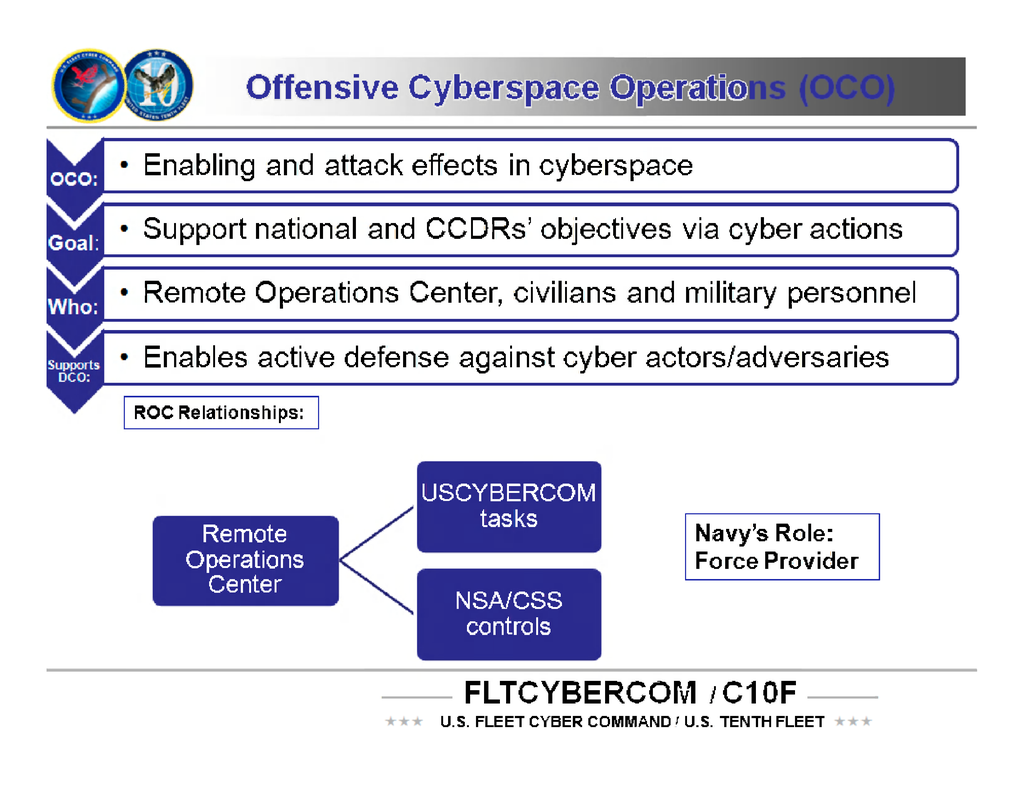 Offensive Cyberspace Operations (OCO)
OCO:
• Enabling and attack effects in cyberspace
Goal:
• Support national and CCDRs' objectives via cyber actions
Who:
• Remote Operations Center, civilians and military personnel
Supports
DCO:
• Enables active defense against cyber actors/adversaries
ROC Relationships:
Remote
Operations
Center
USCYBERCOM
tasks
NSA/CSS
controls
Navy's Role:
Force Provider
FLTCYBERCOM / C10F
U.S. FLEET CYBER COMMAND / U.S. TENTH FLEET